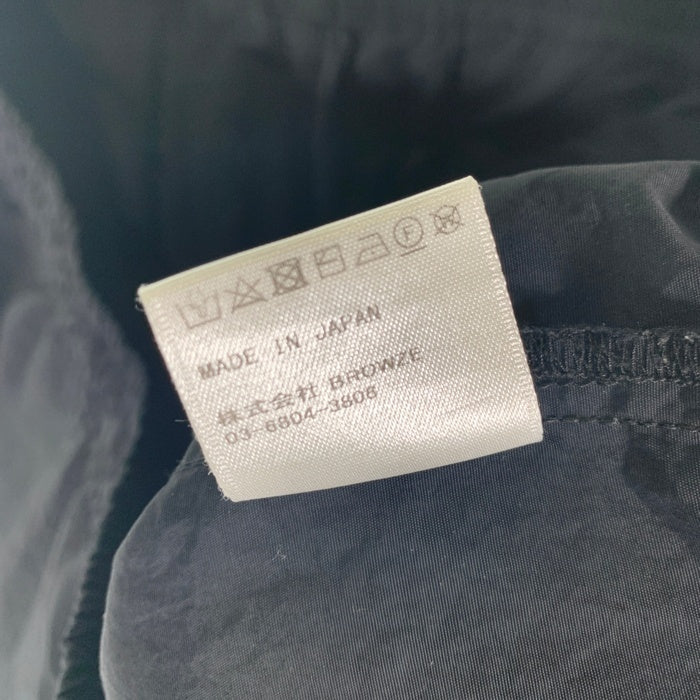 MADE IN JAPAN
株式会社 BROWZE
03-6804-3806